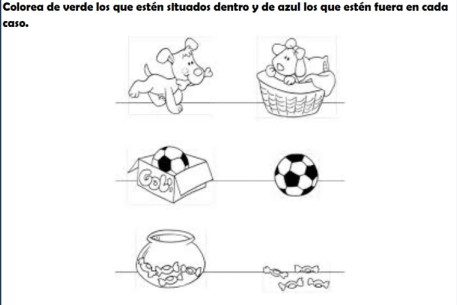 Colorea de verde los que estén situados dentro y de azul los que estén fuera en cada
caso.
GOL